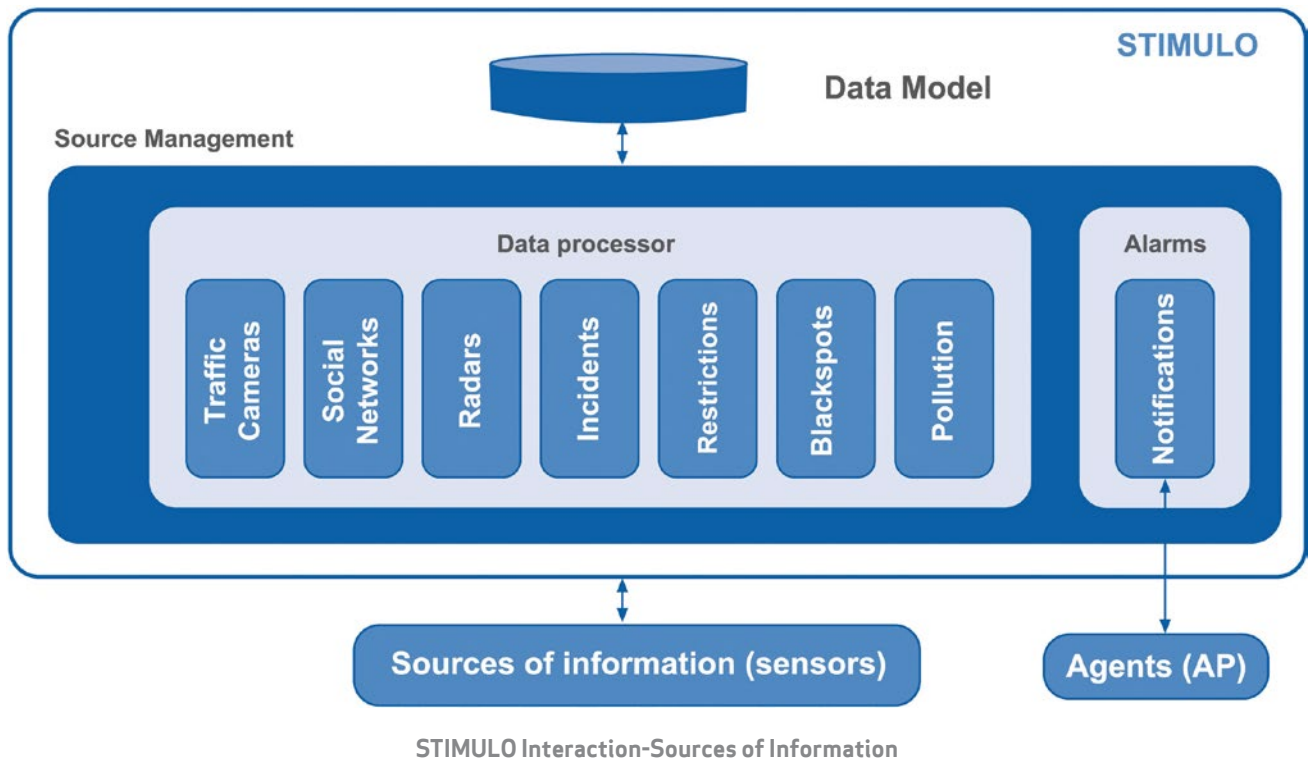 STIMULO
Data Model
Source Management
Data processor
Alarms
Traffic
Cameras
Social
Networks
Radars
Incidents
Restrictions
Blackspots
Pollution
Notifications
Sources of information (sensors)
Agents (AP)
STIMULO Interaction-Sources of Information